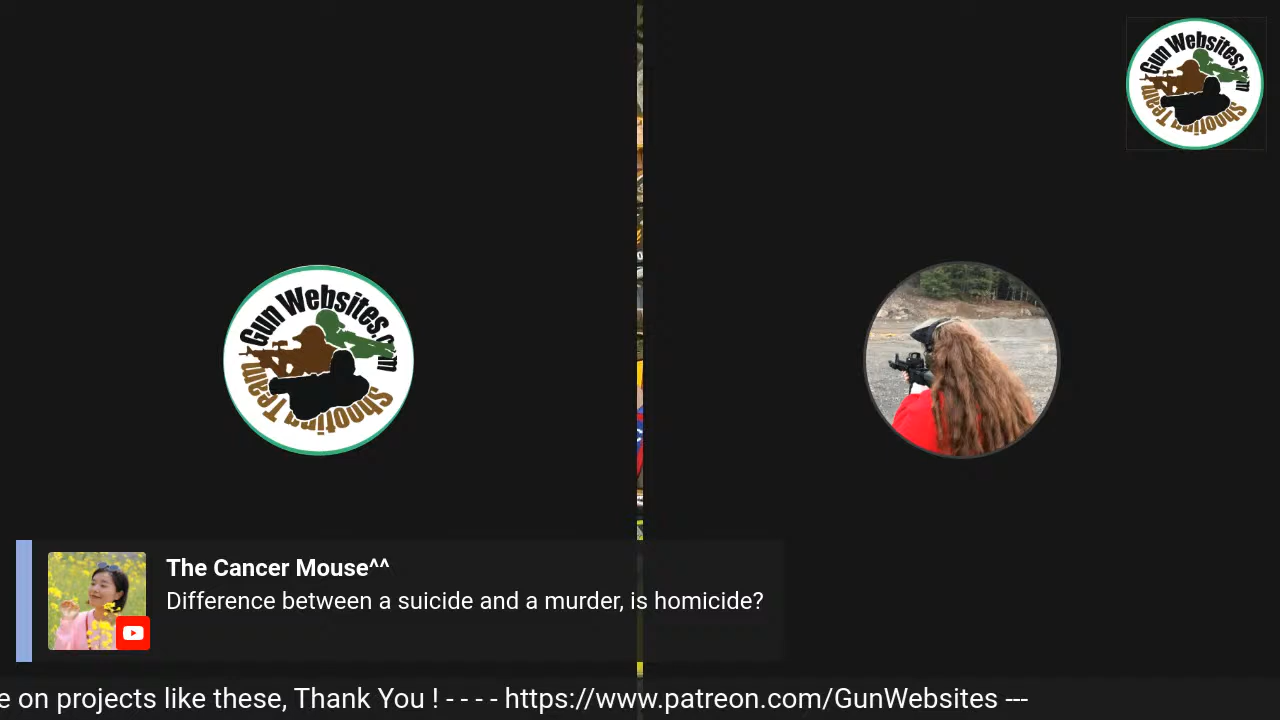 Gun Websites.com
Shooting Team
Gun Websites.com
Shooting Team
The Cancer Mouse^^
Difference between a suicide and a murder, is homicide?
e on projects like these, Thank You ! - - - - https://www.patreon.com/GunWebsites ---